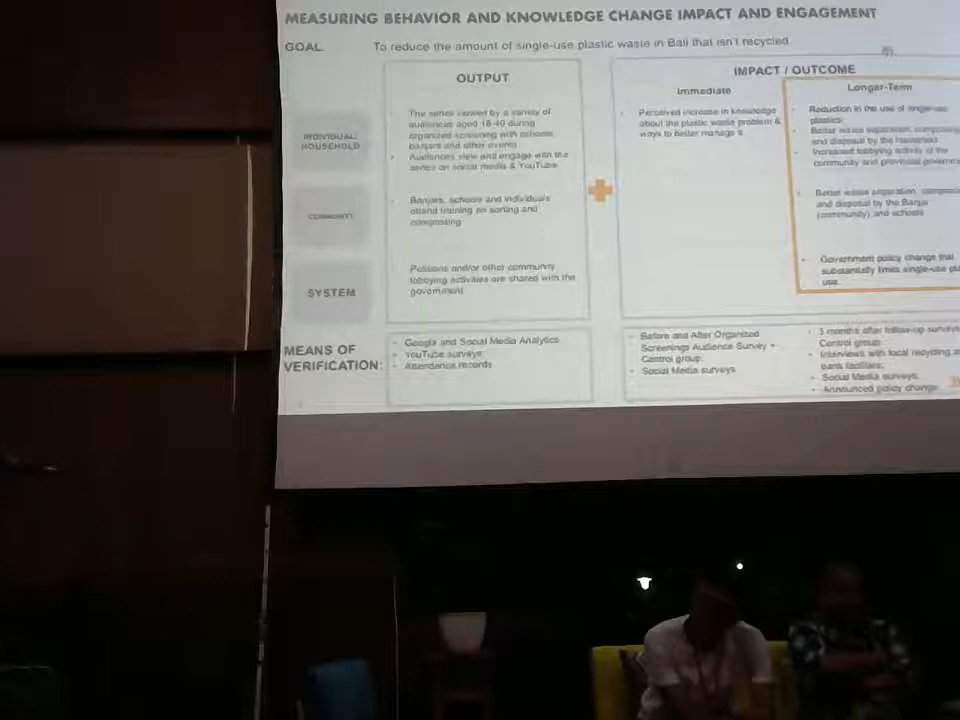 MEASURING BEHAVIOR AND KNOWLEDGE CHANGE IMPACT AND ENGAGEMENT
GOAL: To reduce the amount of single-use plastic waste in Bali that isn't recycled
OUTPUT
INDIVIDUAL/
HOUSEHOLD
The series viewed by a variety of
audiences aged 16-40 during
organized screening with schools,
banjars and other events
Audiences view and engage with the
series on social media & YouTube
COMMUNITY
Banjars, schools and individuals
attend training on sorting and
composting
SYSTEM
Petitions and/or other community
lobbying activities are shared with the
government
IMPACT / OUTCOME
Immediate
Perceived increase in knowledge
about the plastic waste problem &
ways to better manage it
Longer-Term
Reduction in the use of single-use
plastics;
Better waste separation, composting
and disposal by the household
Increased lobbying activity of the
community and provincial
Better waste separation,
and disposal by the Banjar
(community) and schools
Government policy change that
substantially limits single-use
use.
MEANS OF
VERIFICATION:
Google and Social Media Analytics
YouTube surveys;
Attendance records
Before and After Organized
Screenings Audience Survey +
Control group;
Social Media surveys
3 months after follow-up surveys
Control group
Interviews with local recycling
bank facilities;
Social Media surveys;
Announced policy change.